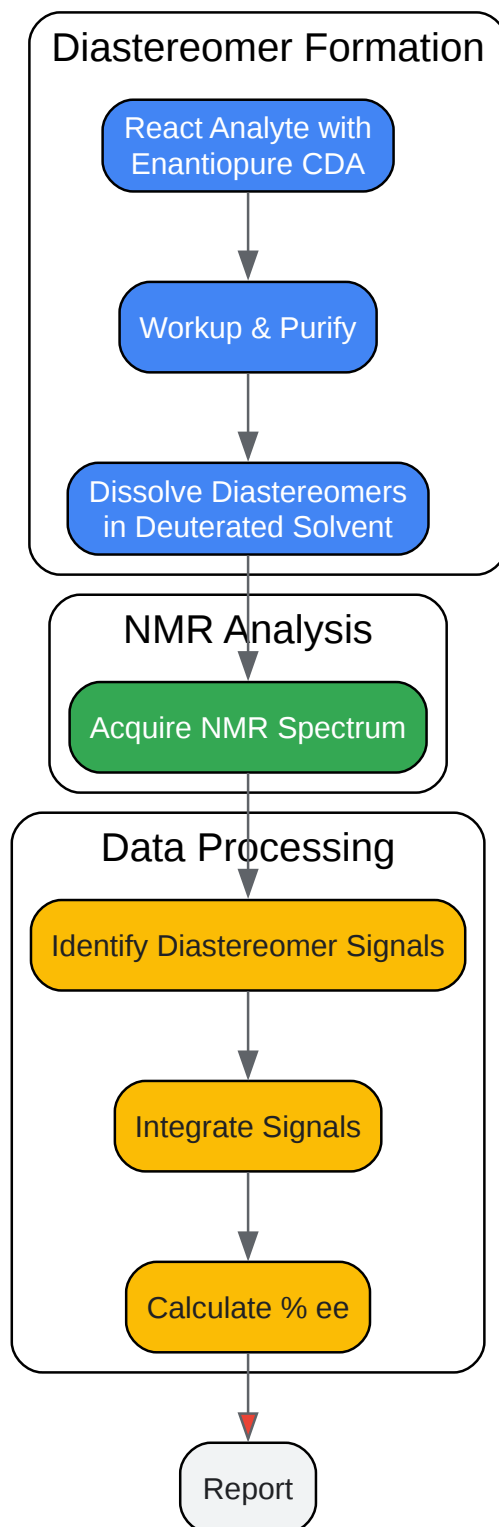 Diastereomer Formation
React Analyte with
Enantiopure CDA
Workup & Purify
Dissolve Diastereomers
in Deuterated Solvent
NMR Analysis
Acquire NMR Spectrum
Data Processing
Identify Diastereomer Signals
Integrate Signals
Calculate % ee
Report